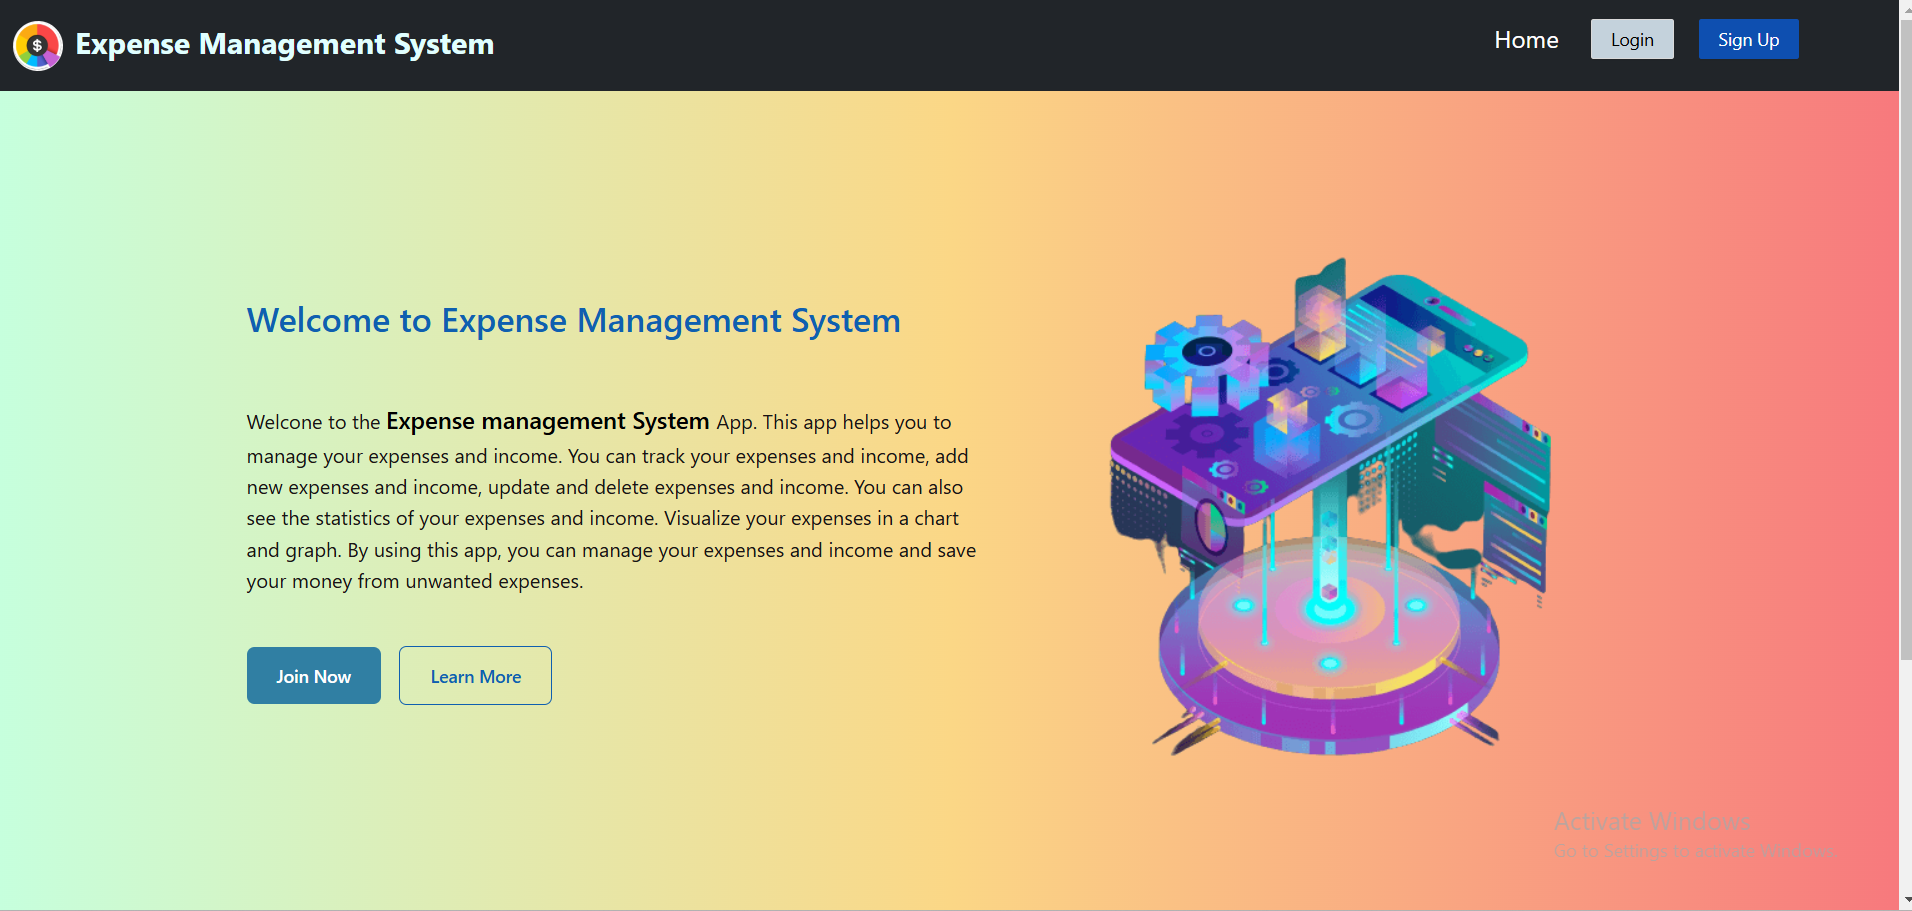 $ Expense Management System
Home Login Sign Up
Welcome to Expense Management System
Welcone to the Expense management System App. This app helps you to
manage your expenses and income. You can track your expenses and income, add
new expenses and income, update and delete expenses and income. You can also
see the statistics of your expenses and income. Visualize your expenses in a chart
and graph. By using this app, you can manage your expenses and income and save
your money from unwanted expenses.
Join Now Learn More
Activate Windows
Go to Settings to activate Windows.